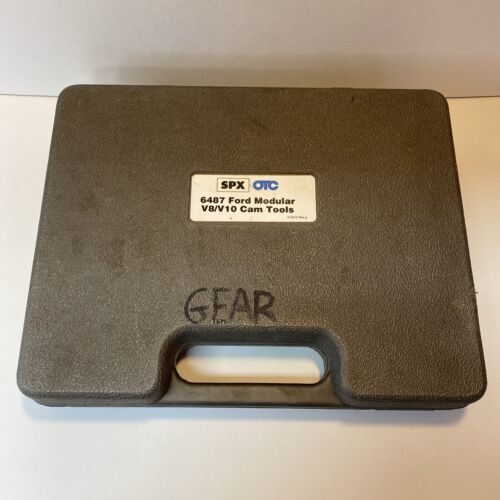 SPX OTC
6487 Ford Modular
V8/V10 Cam Tools
GEAR